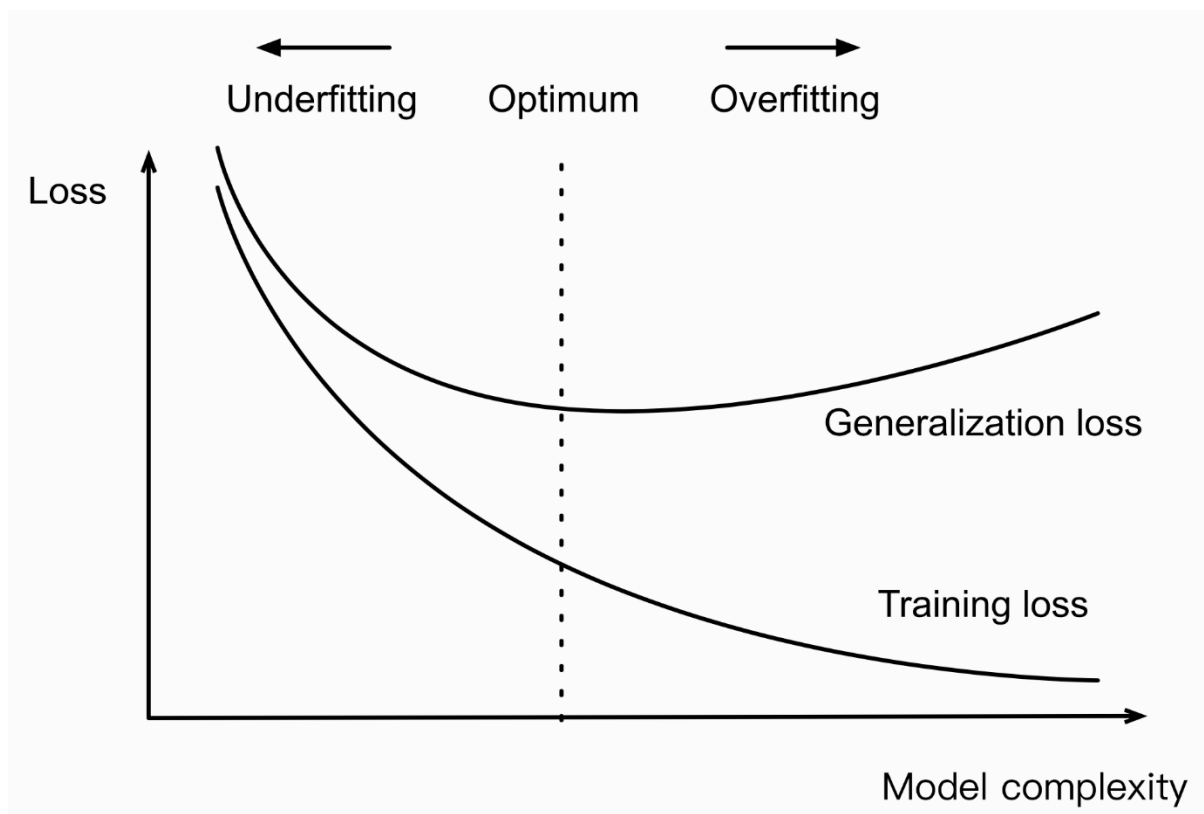 Underfitting Optimum Overfitting
Loss
Generalization loss
Training loss
Model complexity